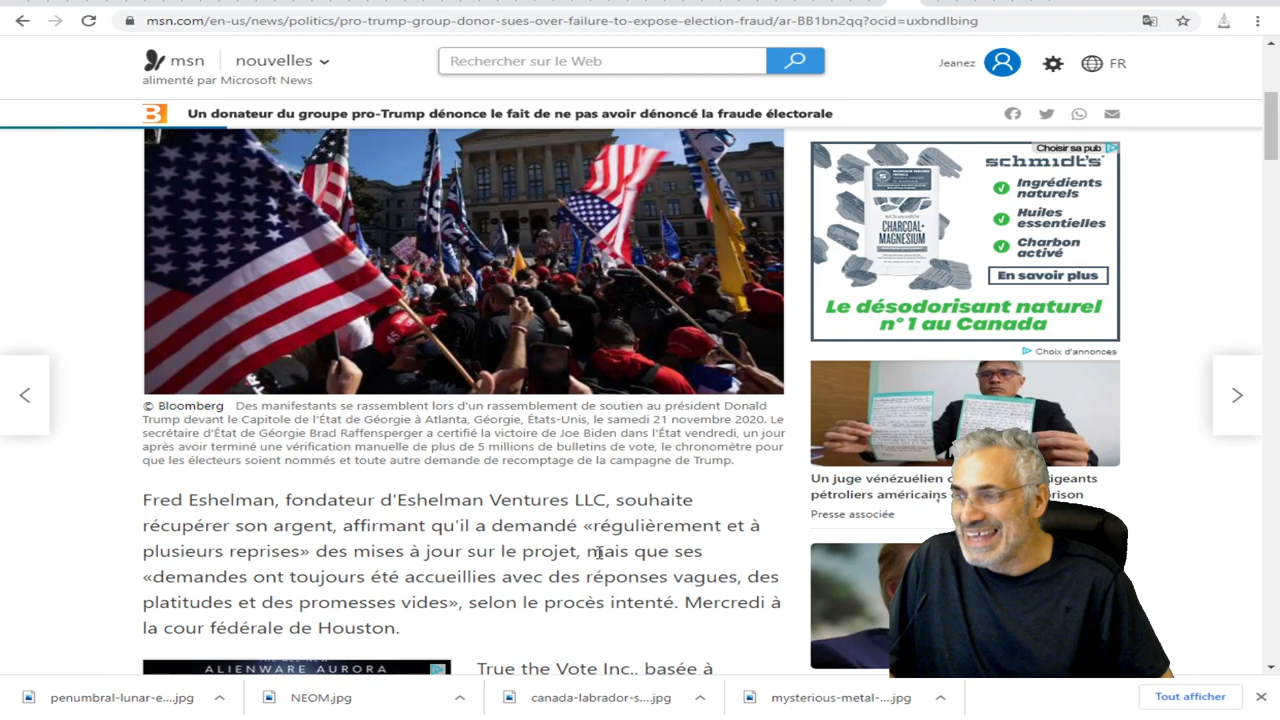 msn.com/en-us/news/politics/pro-trump-group-donor-sues-over-failure-to-expose-election-fraud/ar-BB1bn2qq?ocid=uxbndlbing
msn
nouvelles
Rechercher sur le Web
Jeanez
FR
alimenté par Microsoft News
Un donateur du groupe pro-Trump dénonce le fait de ne pas avoir dénoncé la fraude électorale
Choisir sa pub
schmidt's
Ingrédients
naturels
Huiles
essentielles
Charbon
activé
CHARCOAL+
MAGNESIUM
En savoir plus
Le désodorisant naturel
n°1 au Canada
Choix d'annonces
© Bloomberg Des manifestants se rassemblent lors d'un rassemblement de soutien au président Donald
Trump devant le Capitole de l'État de Géorgie à Atlanta, Géorgie, États-Unis, le samedi 21 novembre 2020. Le
secrétaire d'État de Géorgie Brad Raffensperger a certifié la victoire de Joe Biden dans l'État vendredi, un jour
après avoir terminé une vérification manuelle de plus de 5 millions de bulletins de vote, le chronomètre pour
que les électeurs soient nommés et toute autre demande de recomptage de la campagne de Trump.
Fred Eshelman, fondateur d'Eshelman Ventures LLC, souhaite
récupérer son argent, affirmant qu'il a demandé «régulièrement et à
plusieurs reprises» des mises à jour sur le projet, mais que ses
«demandes ont toujours été accueillies avec des réponses vagues, des
platitudes et des promesses vides», selon le procès intenté. Mercredi à
la cour fédérale de Houston.
Un juge vénézuélien
pétroliers américains
Presse associée
ALIENWARE AURORA
True the Vote Inc., basée à
penumbral-lunar-e....jpg
NEOM.jpg
canada-labrador-s....jpg
mysterious-metal-....jpg
Tout afficher